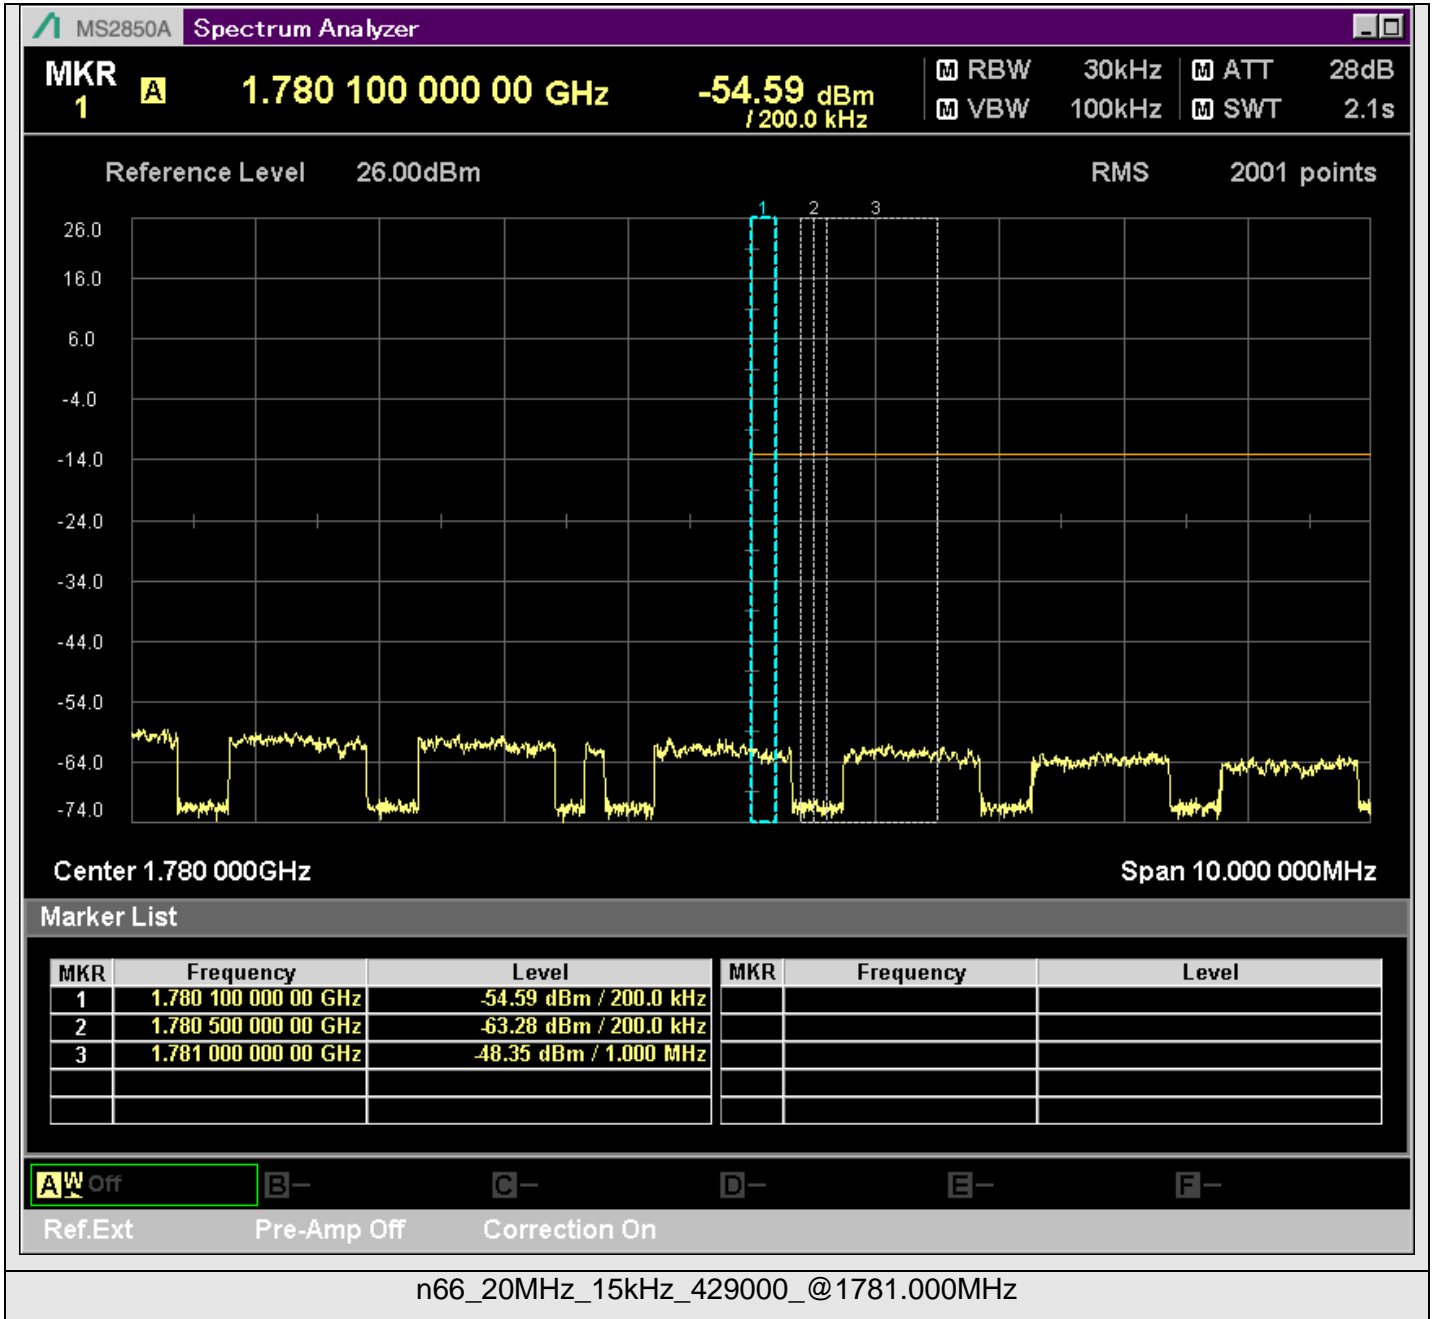 MS2850A Spectrum Analyzer
MKR 1 A 1.780 100 000 00 GHz -54.59 dBm / 200.0 kHz
M RBW 30kHz M ATT 28dB
M VBW 100kHz M SWT 2.1s
Reference Level 26.00dBm RMS 2001 points
1 2 3
26.0
16.0
6.0
-4.0
-14.0
-24.0
-34.0
-44.0
-54.0
-64.0
-74.0
Center 1.780 000GHz Span 10.000 000MHz
Marker List
MKR Frequency Level MKR Frequency Level
1 1.780 100 000 00 GHz -54.59 dBm / 200.0 kHz
2 1.780 500 000 00 GHz -63.28 dBm / 200.0 kHz
3 1.781 000 000 00 GHz -48.35 dBm / 1.000 MHz
A W Off B - C - D - E - F -
Ref.Ext Pre-Amp Off Correction On
n66_20MHz_15kHz_429000_@1781.000MHz